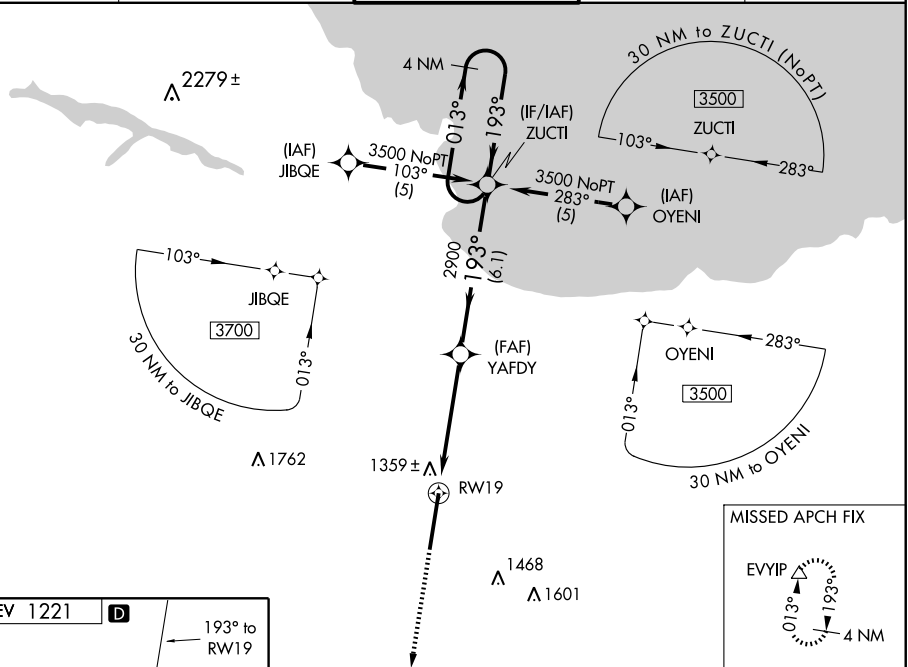 2279 ±
4 NM
013°
193°
(IF/IAF)
ZUCTI
30 NM to ZUCTI (NoPT)
3500
ZUCTI
103°
283°
(IAF)
JIBQE
3500 NoPT
103°
(5)
3500 NoPT
283°
(5)
(IAF)
OYENI
2900
193°
(6.1)
103°
JIBQE
3700
013°
30 NM to JIBQE
(FAF)
YAFDY
OYENI
283°
3500
013°
30 NM to OYENI
1762
1359 ±
RW19
1468
1601
MISSED APCH FIX
EVYIP
013°
193°
4 NM
EV 1221
D
193° to
RW19